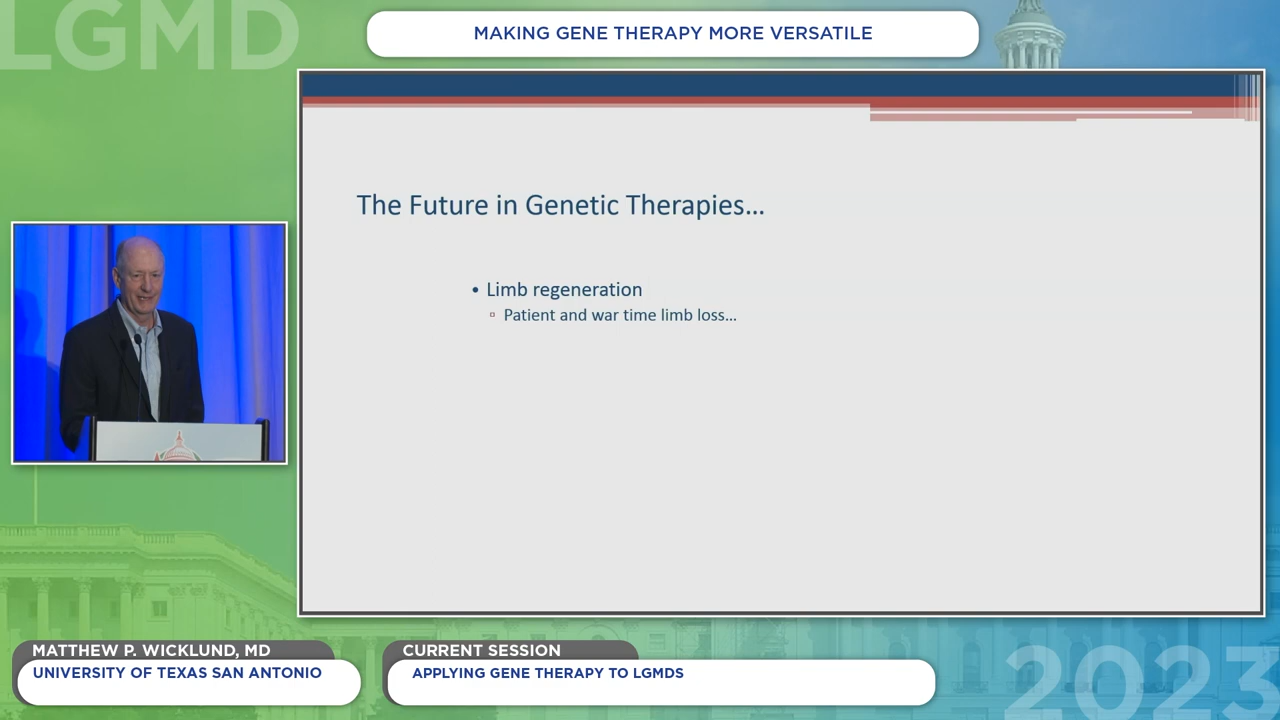 LGMD
MAKING GENE THERAPY MORE VERSATILE
The Future in Genetic Therapies...
• Limb regeneration
▫ Patient and war time limb loss...
MATTHEW P. WICKLUND, MD
UNIVERSITY OF TEXAS SAN ANTONIO
CURRENT SESSION
APPLYING GENE THERAPY TO LGMDS
2023